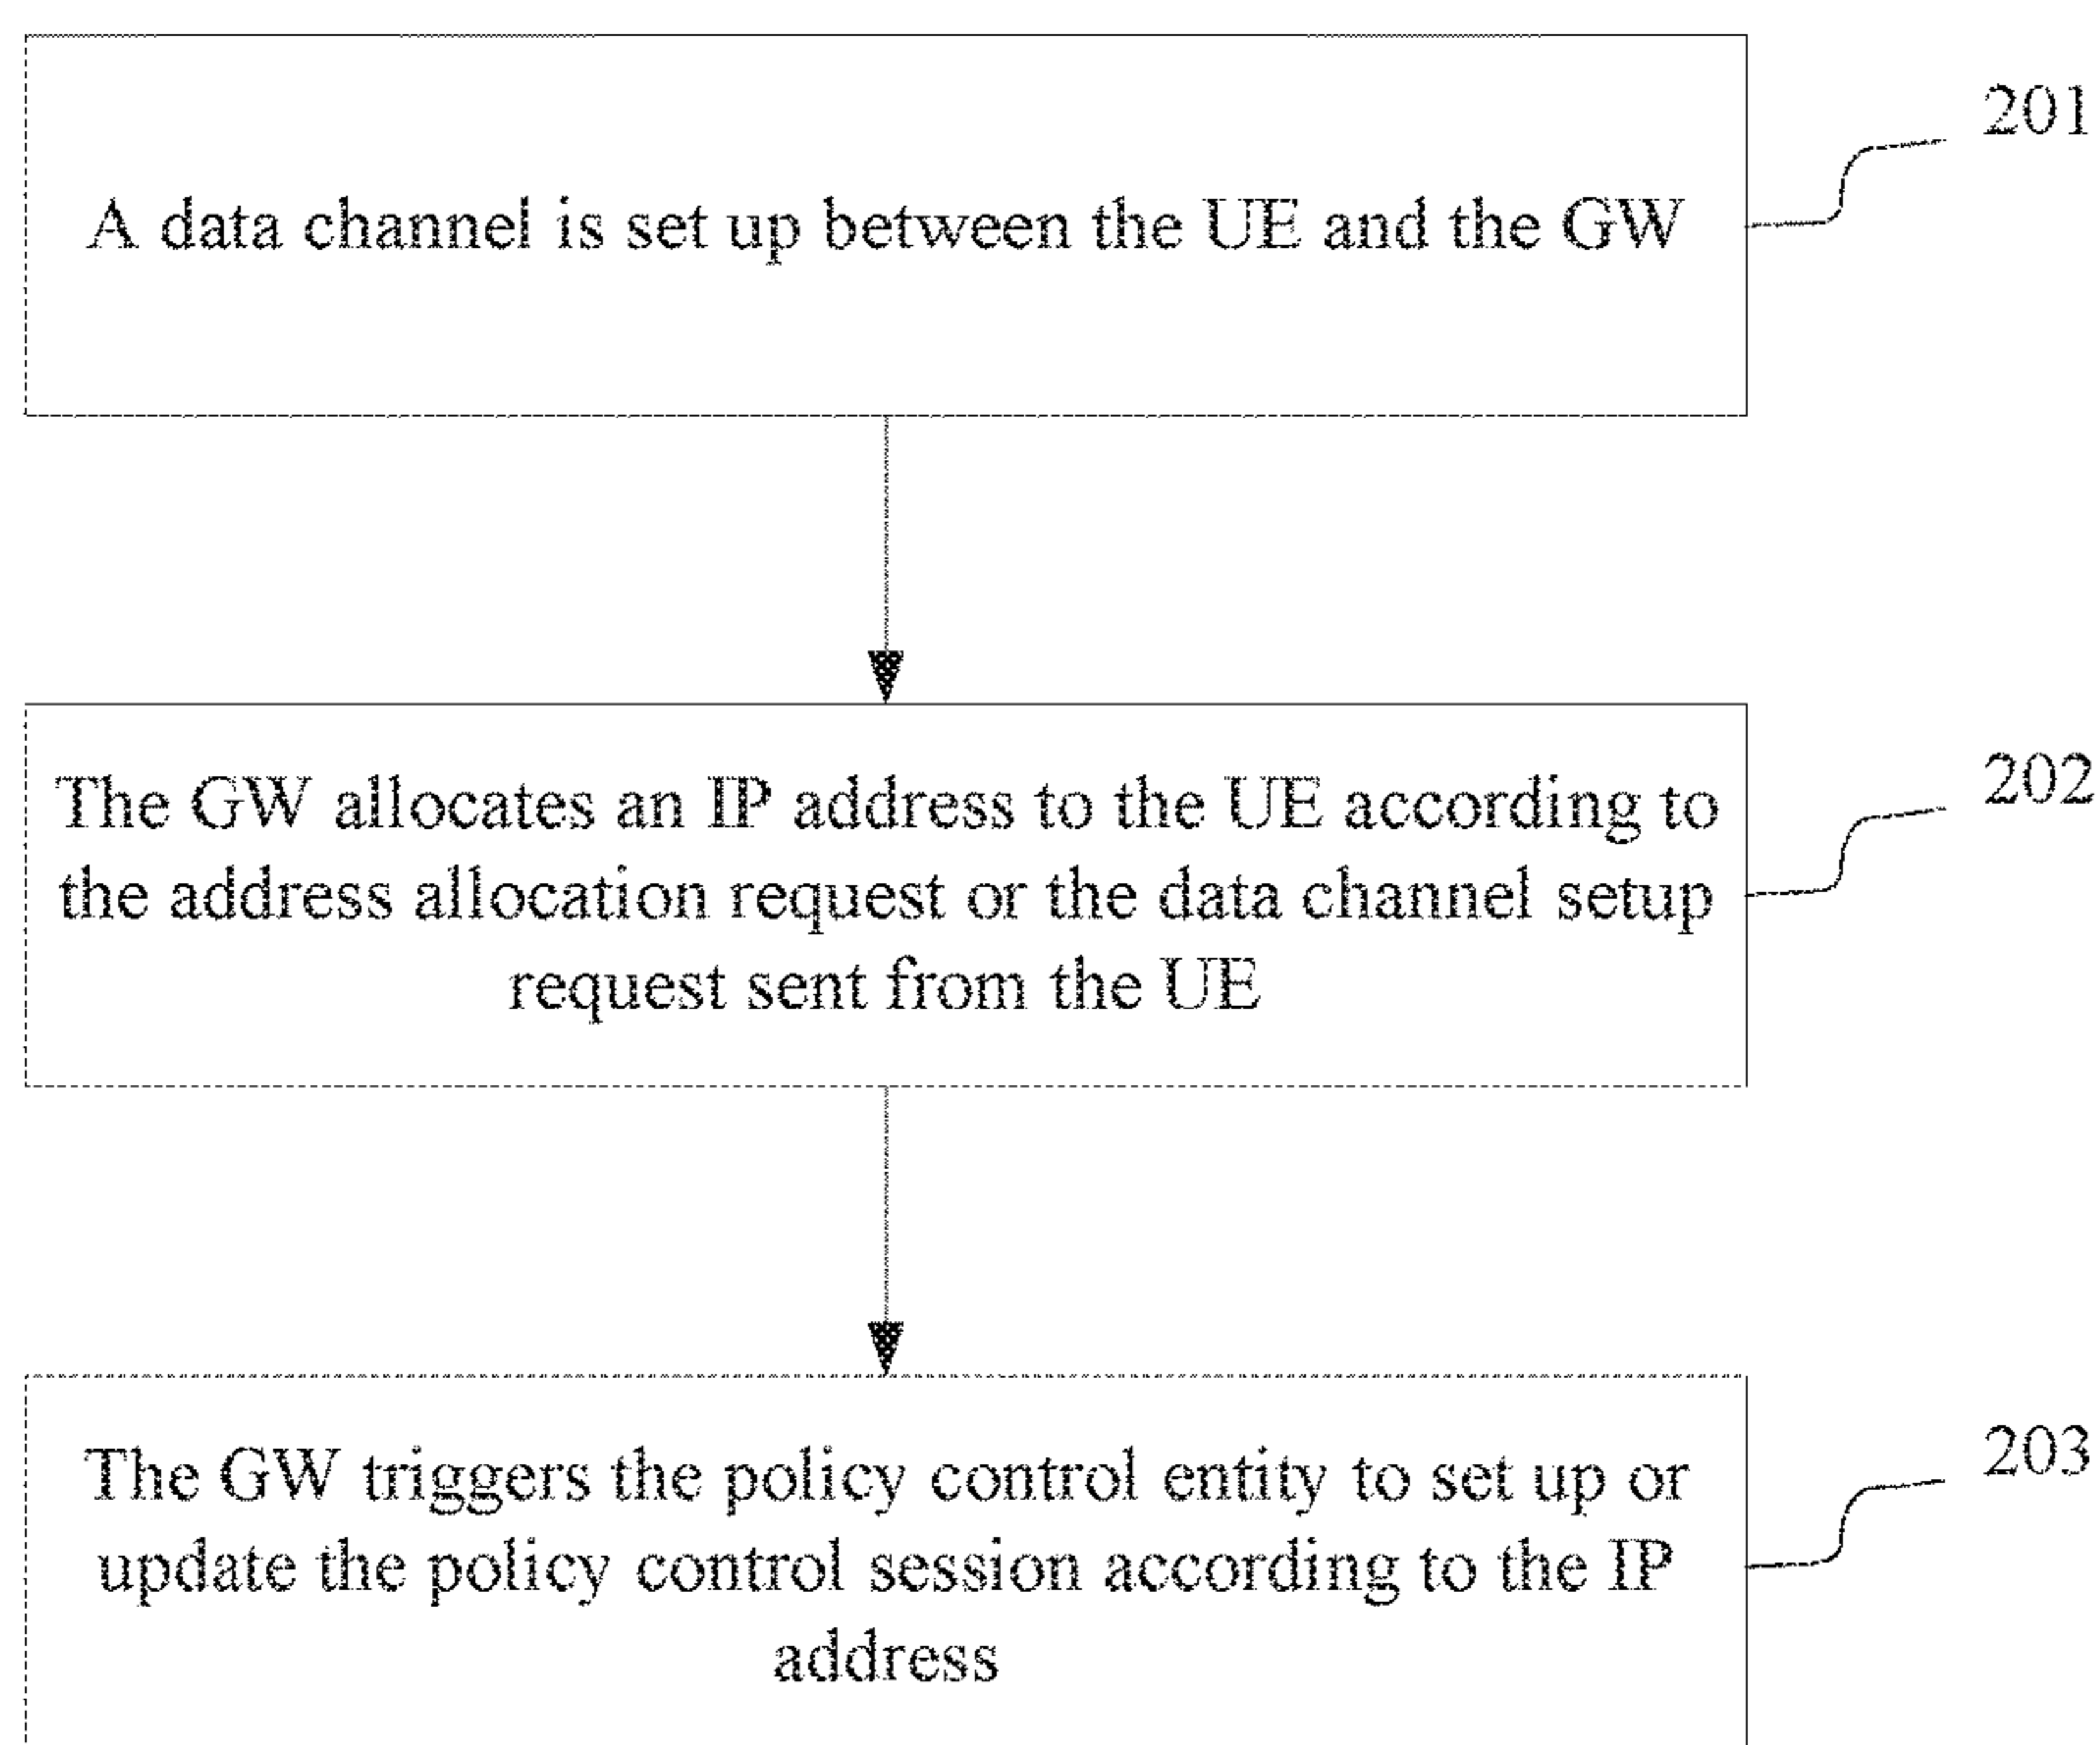 201
A data channel is set up between the UE and the GW
202
The GW allocates an IP address to the UE according to
the address allocation request or the data channel setup
request sent from the UE
203
The GW triggers the policy control entity to set up or
update the policy control session according to the IP
address